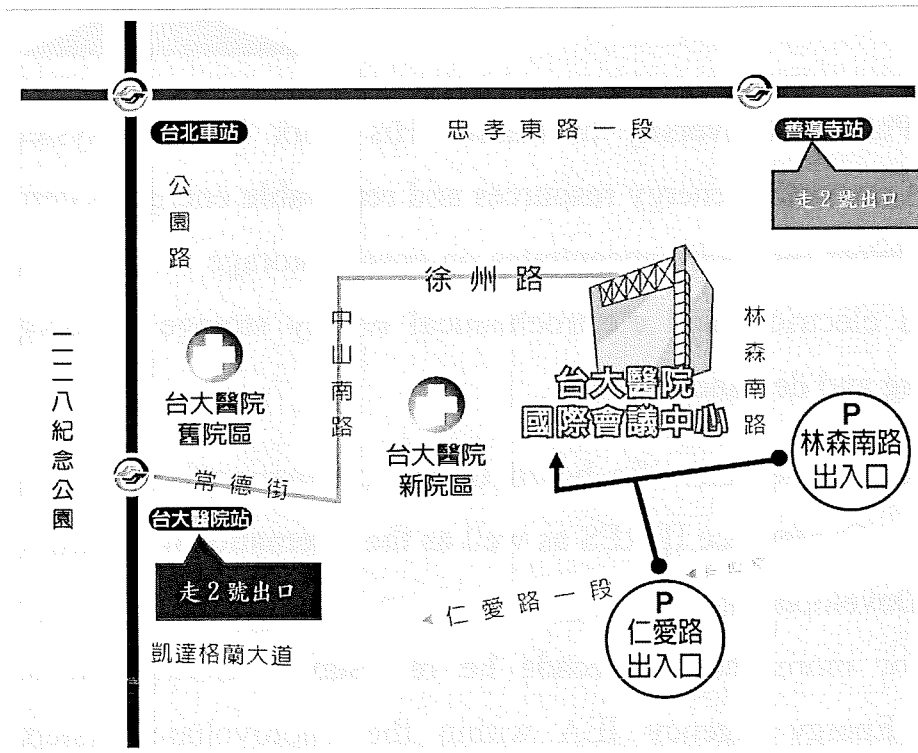 台北車站
忠孝東路一段
善導寺站
走2號出口
公園路
徐州路
中山南路
林森南路
二二八紀念公園
台大醫院
舊院區
台大醫院
新院區
台大醫院
國際會議中心
P
林森南路
出入口
常德街
台大醫院站
走2號出口
仁愛路一段
P
仁愛路
出入口
凱達格蘭大道